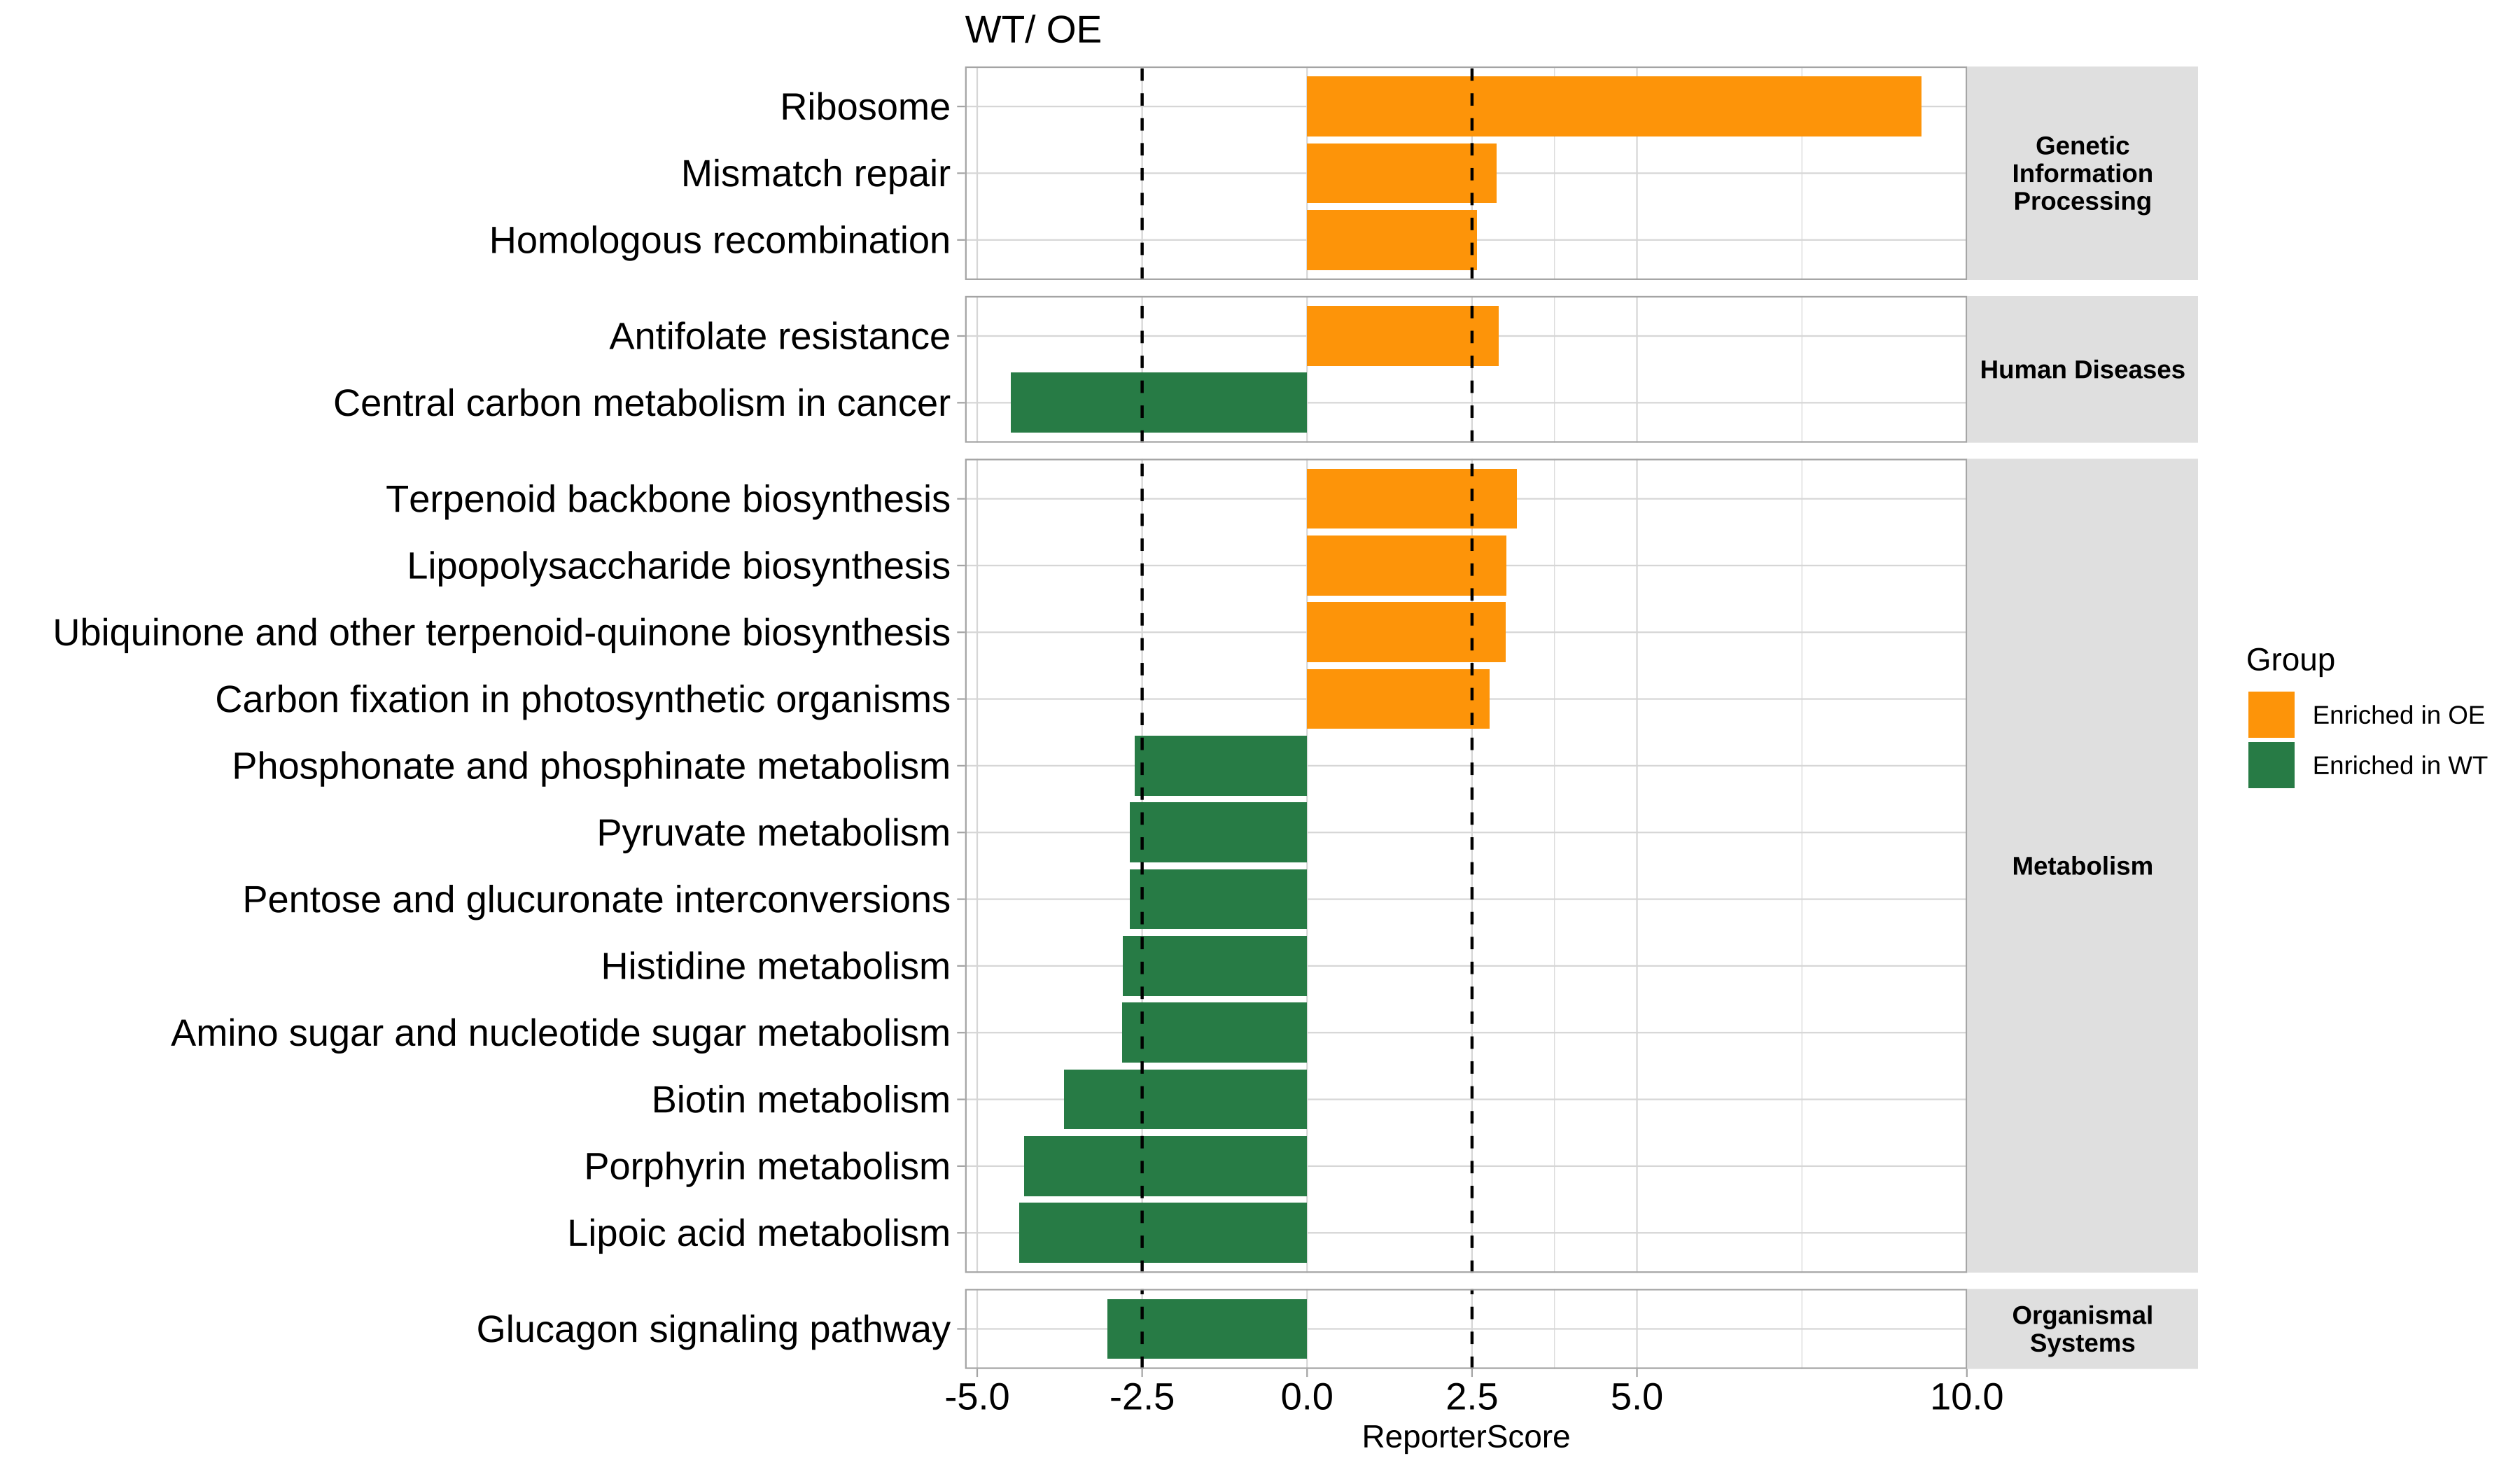 WT/ OE
Ribosome
Mismatch repair
Homologous recombination
Genetic
Information
Processing
Antifolate resistance
Central carbon metabolism in cancer
Human Diseases
Terpenoid backbone biosynthesis
Lipopolysaccharide biosynthesis
Ubiquinone and other terpenoid-quinone biosynthesis
Carbon fixation in photosynthetic organisms
Phosphonate and phosphinate metabolism
Pyruvate metabolism
Pentose and glucuronate interconversions
Histidine metabolism
Amino sugar and nucleotide sugar metabolism
Biotin metabolism
Porphyrin metabolism
Lipoic acid metabolism
Metabolism
Glucagon signaling pathway
Organismal
Systems
-5.0 -2.5 0.0 2.5 5.0 10.0
ReporterScore
Group
Enriched in OE
Enriched in WT